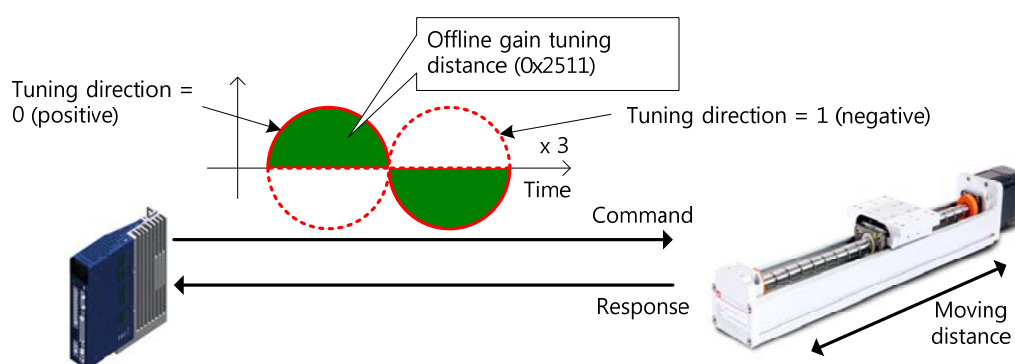 Offline gain tuning
distance (0x2511)
Tuning direction =
0 (positive)
Tuning direction = 1 (negative)
x 3
Time
Command
Response
Moving
distance